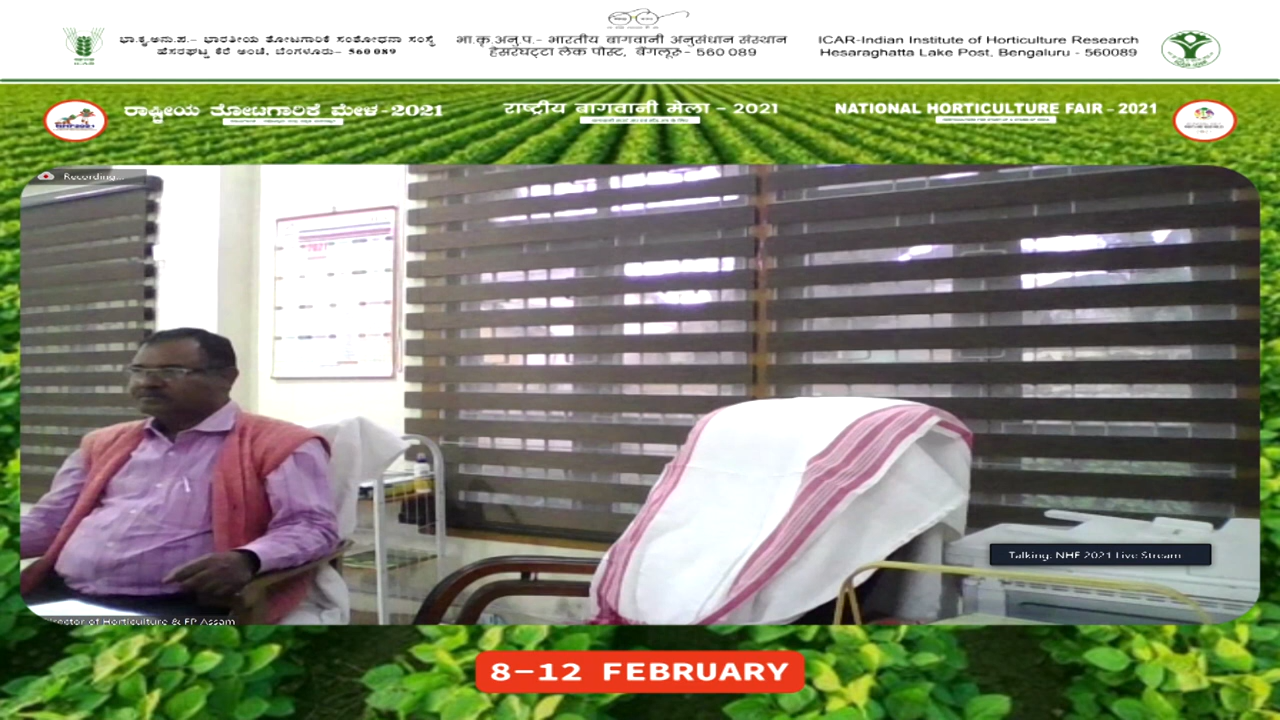 ಭಾ.ಕೃ.ಅನು.ಪ.- ಭಾರತೀಯ ತೋಟಗಾರಿಕೆ ಸಂಶೋಧನಾ ಸಂಸ್ಥೆ
ಹೆಸರಘಟ್ಟ ಕೆರೆ ಅಂಚೆ, ಬೆಂಗಳೂರು- 560 089
भा.कृ.अनु.प.- भारतीय बागवानी अनुसंधान संस्थान
हेसरघट्टा लेक पोस्ट, बेंगलूरू - 560 089
ICAR-Indian Institute of Horticulture Research
Hesaraghatta Lake Post, Bengaluru - 560089
ರಾಷ್ಟ್ರೀಯ ತೋಟಗಾರಿಕೆ ಮೇಳ -2021
राष्ट्रीय बागवानी मेला - 2021
NATIONAL HORTICULTURE FAIR - 2021
Recording...
2021
Talking: NHF 2021 Live Stream
irector of Horticulture & FP Assam
8-12 FEBRUARY